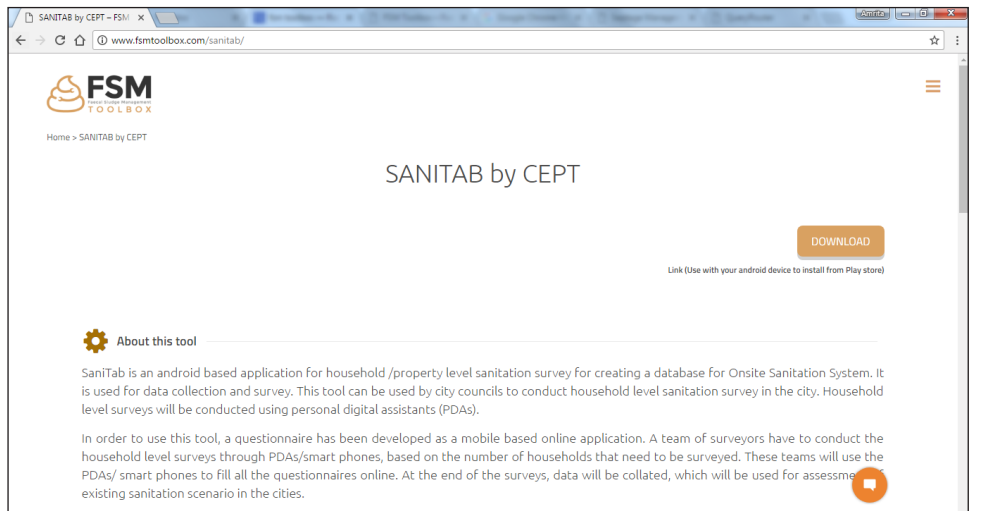 SANITAB by CEPT – FSM
Amrita
www.fsmtoolbox.com/sanitab/
FSM
Faecal Sludge Management
TOOLBOX
Home > SANITAB by CEPT
SANITAB by CEPT
DOWNLOAD
Link (Use with your android device to install from Play store)
About this tool
SaniTab is an android based application for household /property level sanitation survey for creating a database for Onsite Sanitation System. It
is used for data collection and survey. This tool can be used by city councils to conduct household level sanitation survey in the city. Household
level surveys will be conducted using personal digital assistants (PDAs).
In order to use this tool, a questionnaire has been developed as a mobile based online application. A team of surveyors have to conduct the
household level surveys through PDAs/smart phones, based on the number of households that need to be surveyed. These teams will use the
PDAs/ smart phones to fill all the questionnaires online. At the end of the surveys, data will be collated, which will be used for
existing sanitation scenario in the cities.